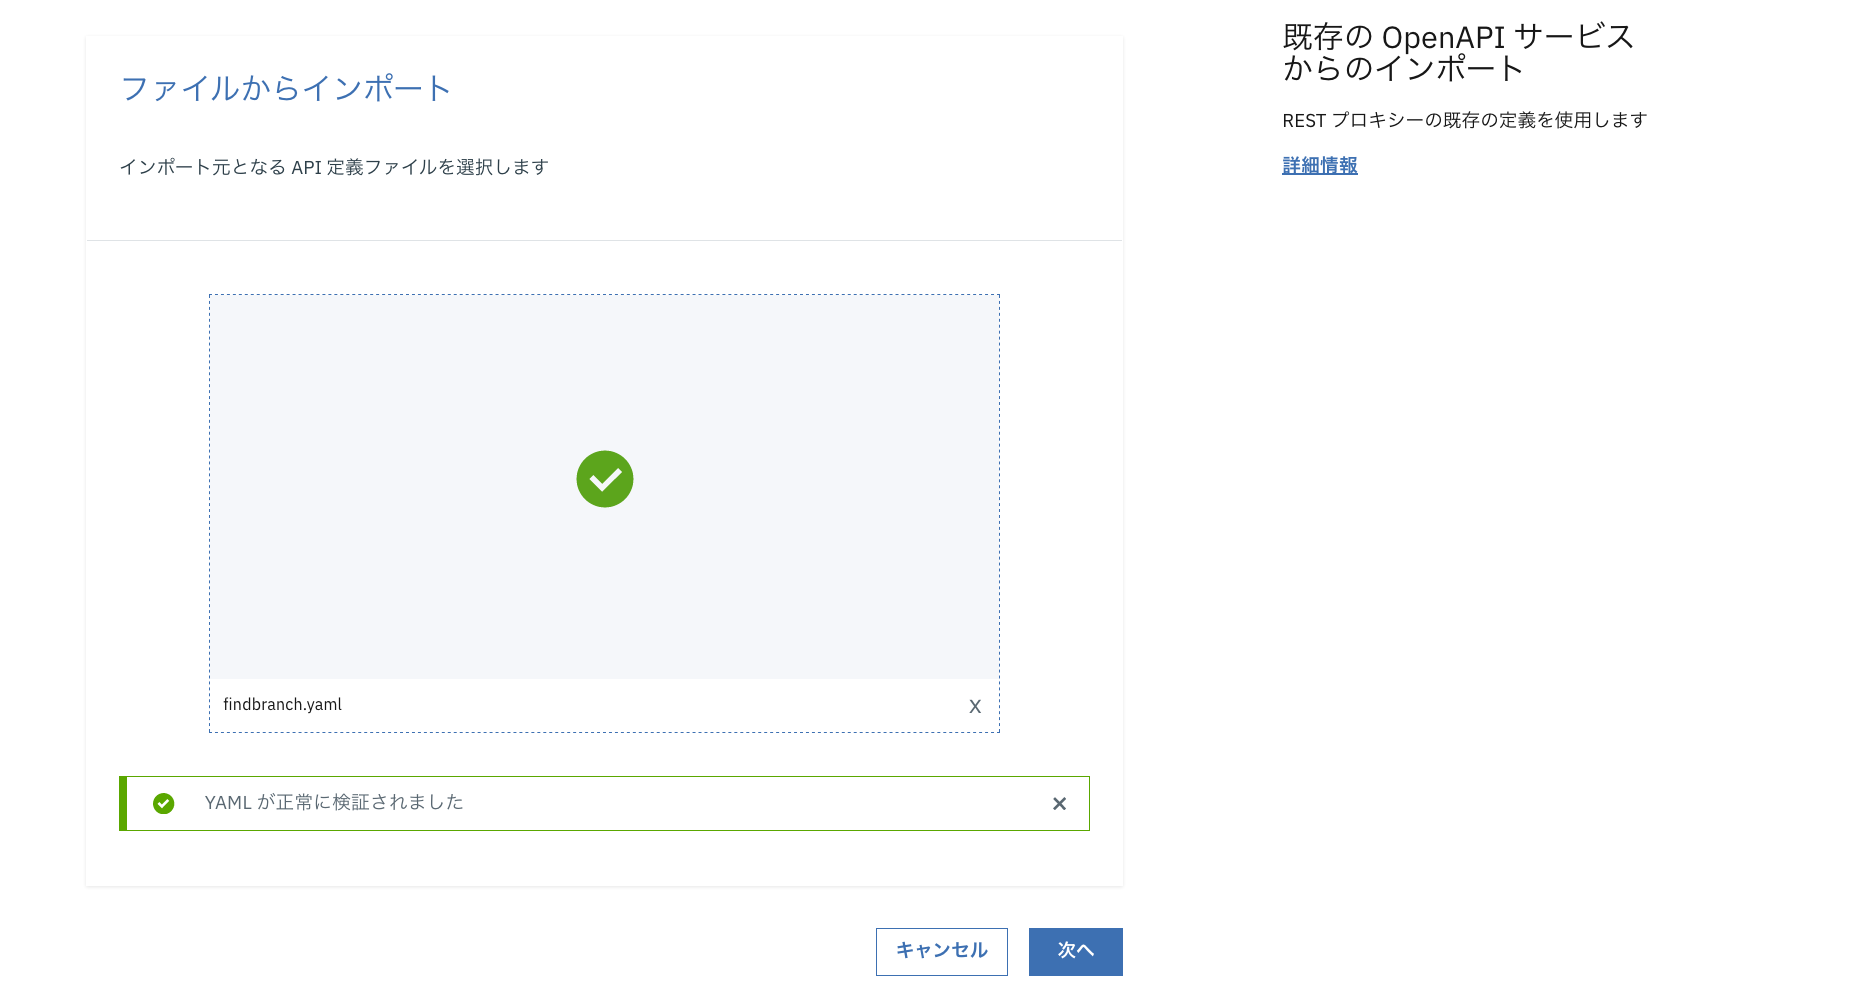 ファイルからインポート
インポート元となる API 定義ファイルを選択します
findbranch.yaml
X
YAML が正常に検証されました
キャンセル
次へ
既存の OpenAPI サービス
からのインポート
REST プロキシーの既存の定義を使用します
詳細情報